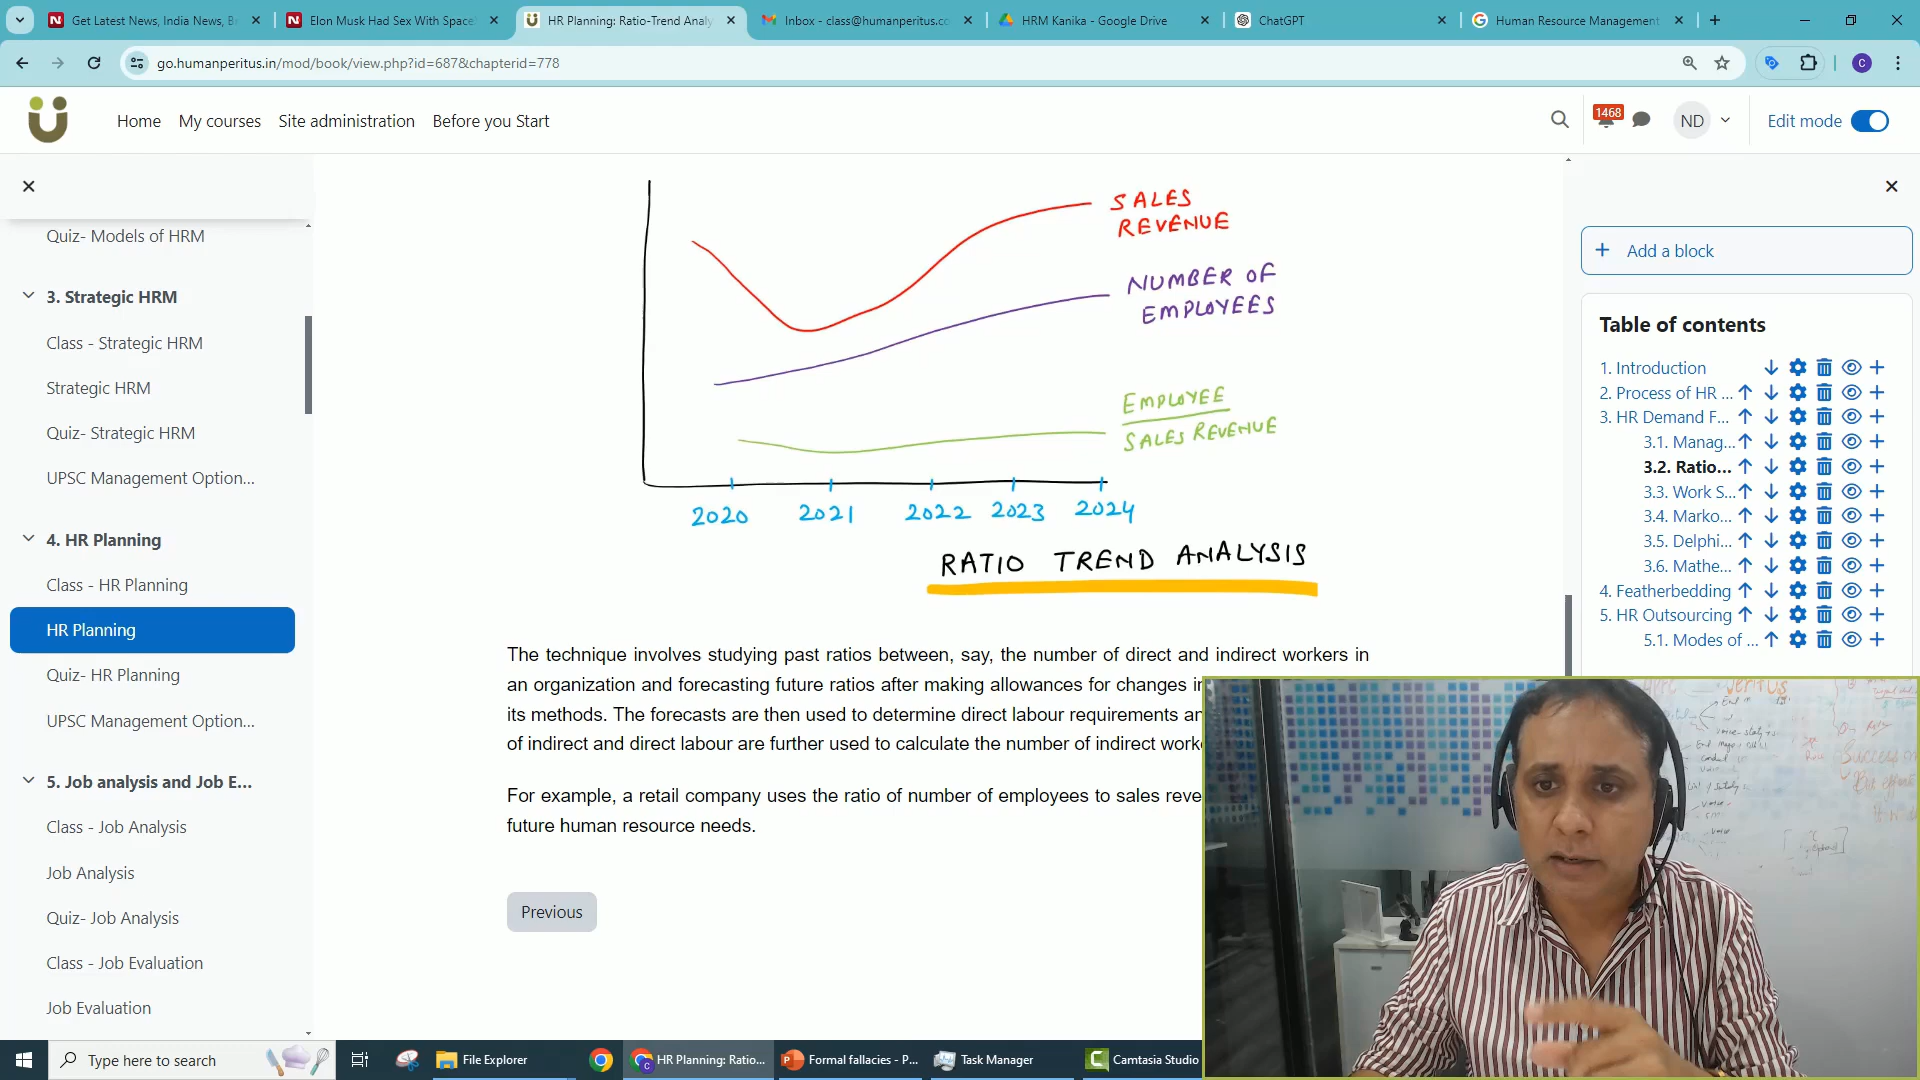 Get Latest News, India News, B
Elon Musk Had Sex With Space
HR Planning: Ratio-Trend Analy
Inbox - class@humanperitus.co
HRM Kanika - Google Drive
ChatGPT
Human Resource Management
go.humanperitus.in/mod/book/view.php?id=687&chapterid=778
C
Home
My courses
Site administration
Before you Start
1468
ND
Edit mode
Quiz- Models of HRM
3. Strategic HRM
Class - Strategic HRM
Strategic HRM
Quiz- Strategic HRM
UPSC Management Option...
4. HR Planning
Class - HR Planning
HR Planning
Quiz- HR Planning
UPSC Management Option...
5. Job analysis and Job E...
Class - Job Analysis
Job Analysis
Quiz- Job Analysis
Class - Job Evaluation
Job Evaluation
SALES
REVENUE
NUMBER OF
EMPLOYEES
EMPLOYEE
SALES REVENUE
2020 2021 2022 2023 2024
RATIO TREND ANALYSIS
The technique involves studying past ratios between, say, the number of direct and indirect workers in
an organization and forecasting future ratios after making allowances for changes in
its methods. The forecasts are then used to determine direct labour requirements an
of indirect and direct labour are further used to calculate the number of indirect work
For example, a retail company uses the ratio of number of employees to sales reve
future human resource needs.
Previous
Add a block
Table of contents
1. Introduction
2. Process of HR ...
3. HR Demand F...
3.1. Manag...
3.2. Ratio...
3.3. Work S...
3.4. Marko...
3.5. Delphi...
3.6. Mathe...
4. Featherbedding
5. HR Outsourcing
5.1. Modes of ...
Type here to search
File Explorer
HR Planning: Ratio...
Formal fallacies - P...
Task Manager
Camtasia Studio